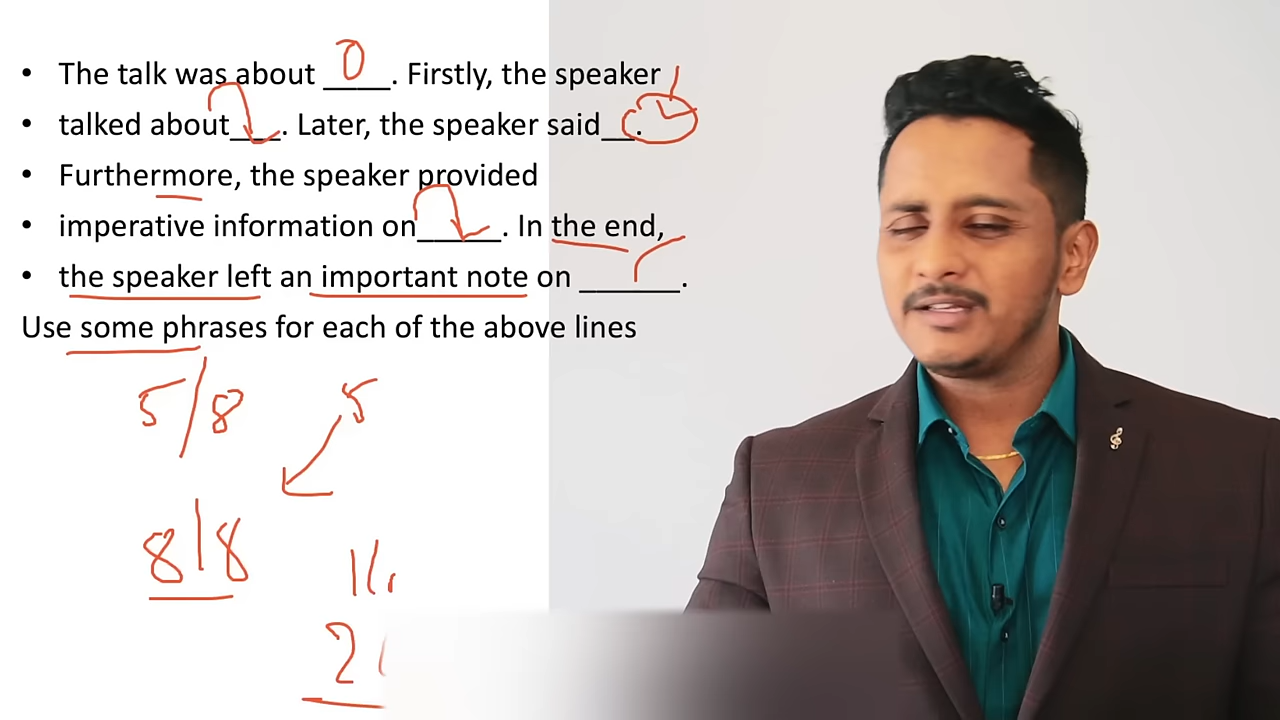 • The talk was about ____. Firstly, the speaker
• talked about___. Later, the speaker said__.
• Furthermore, the speaker provided
• imperative information on_____. In the end,
• the speaker left an important note on ______.
Use some phrases for each of the above lines
5/8 5
8/8